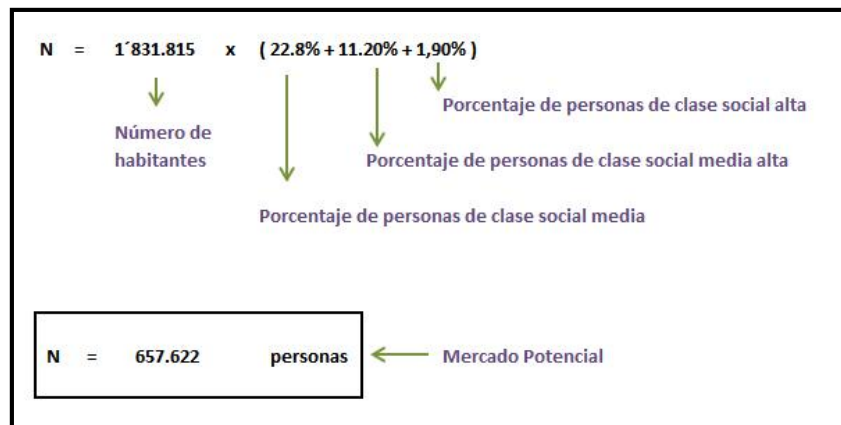 N = 1´831.815 x ( 22.8% + 11.20% + 1,90% )
Porcentaje de personas de clase social alta
Número de
habitantes
Porcentaje de personas de clase social media alta
Porcentaje de personas de clase social media
N = 657.622 personas
Mercado Potencial